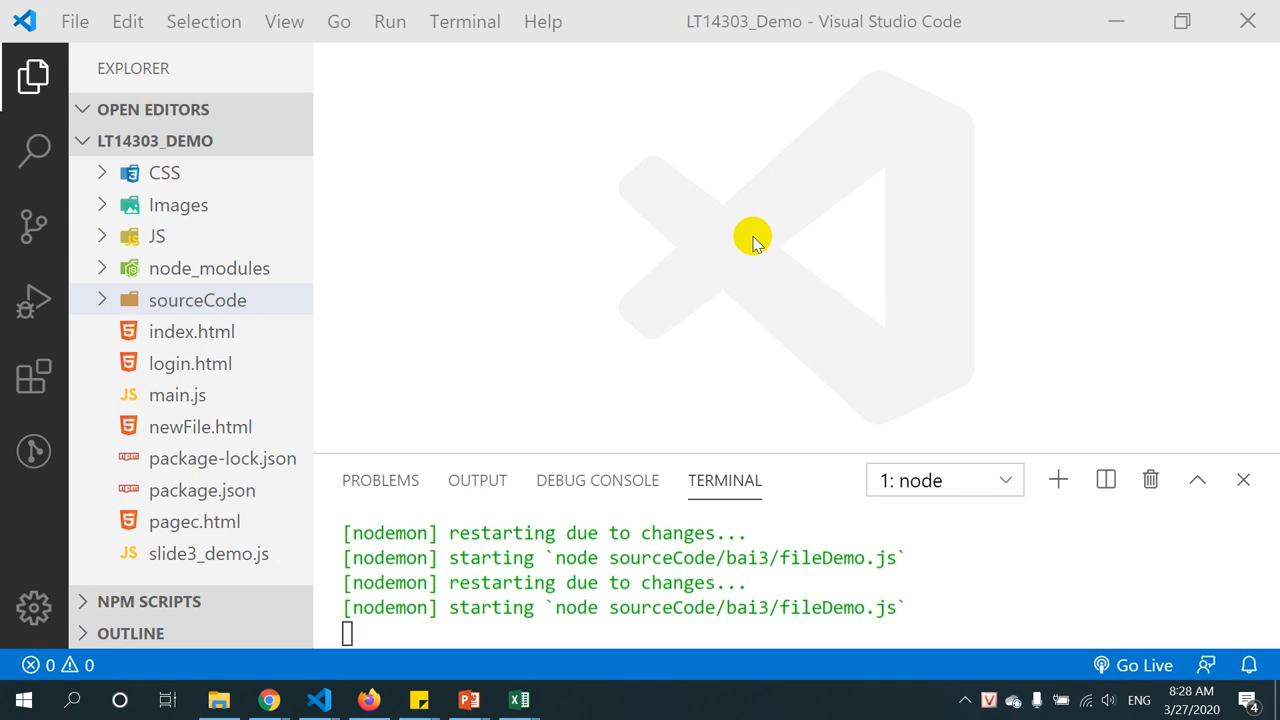 File Edit Selection View Go Run Terminal Help LT14303_Demo - Visual Studio Code
EXPLORER
OPEN EDITORS
LT14303_DEMO
CSS
Images
JS
node_modules
sourceCode
index.html
login.html
main.js
newFile.html
package-lock.json
package.json
pagec.html
slide3_demo.js
NPM SCRIPTS
OUTLINE
PROBLEMS OUTPUT DEBUG CONSOLE TERMINAL 1: node
[nodemon] restarting due to changes...
[nodemon] starting `node sourceCode/bai3/fileDemo.js`
[nodemon] restarting due to changes...
[nodemon] starting `node sourceCode/bai3/fileDemo.js`
0 0 Go Live
ENG 8:28 AM
3/27/2020
4